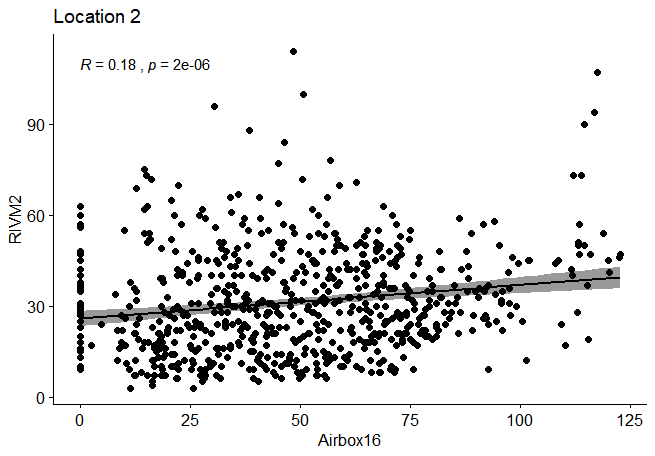 Location 2
R = 0.18 , p = 2e-06
RIVM2
90
60
30
0
0 25 50 75 100 125
Airbox16